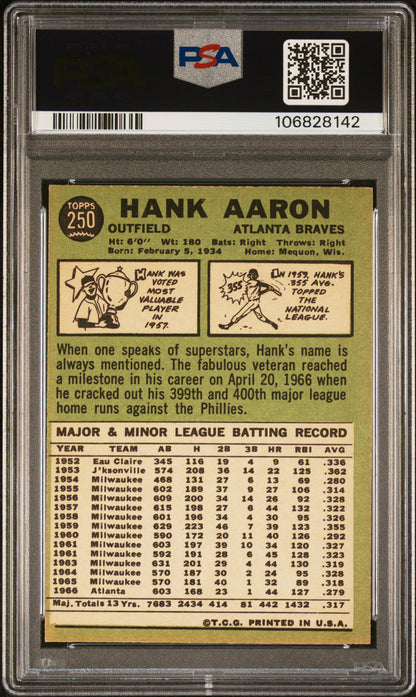 PSA
106828142
TOPPS
250
HANK AARON
OUTFIELD ATLANTA BRAVES
Ht: 6'0" Wt: 180 Bats: Right Throws: Right
Born: February 5, 1934 Home: Mequon, Wis.
HANK WAS
VOTED
MOST
VALUABLE
PLAYER
IN
1957.
.355
IN 1959, HANK'S
.355 AVG.
TOPPED
THE
NATIONAL
LEAGUE.
When one speaks of superstars, Hank's name is
always mentioned. The fabulous veteran reached
a milestone in his career on April 20, 1966 when
he cracked out his 399th and 400th major league
home runs against the Phillies.
MAJOR & MINOR LEAGUE BATTING RECORD
YEAR TEAM AB H 2B 3B HR RBI AVG
1952 Eau Claire 345 116 19 4 9 61 .336
1953 J'ksonville 574 208 36 14 22 125 .362
1954 Milwaukee 468 131 27 6 13 69 .280
1955 Milwaukee 602 189 37 9 27 106 .314
1956 Milwaukee 609 200 34 14 26 92 .328
1957 Milwaukee 615 198 27 6 44 132 .322
1958 Milwaukee 601 196 34 4 30 95 .326
1959 Milwaukee 629 223 46 7 39 123 .355
1960 Milwaukee 590 172 20 11 40 126 .292
1961 Milwaukee 603 197 39 10 34 120 .327
1961 Milwaukee 592 191 28 6 45 128 .323
1963 Milwaukee 631 201 29 4 44 130 .319
1964 Milwaukee 570 187 30 2 24 95 .328
1965 Milwaukee 570 181 40 1 32 89 .318
1966 Atlanta 603 168 23 1 44 127 .279
Maj. Totals 13 Yrs. 7683 2434 414 81 442 1432 .317
©T.C.G. PRINTED IN U.S.A.